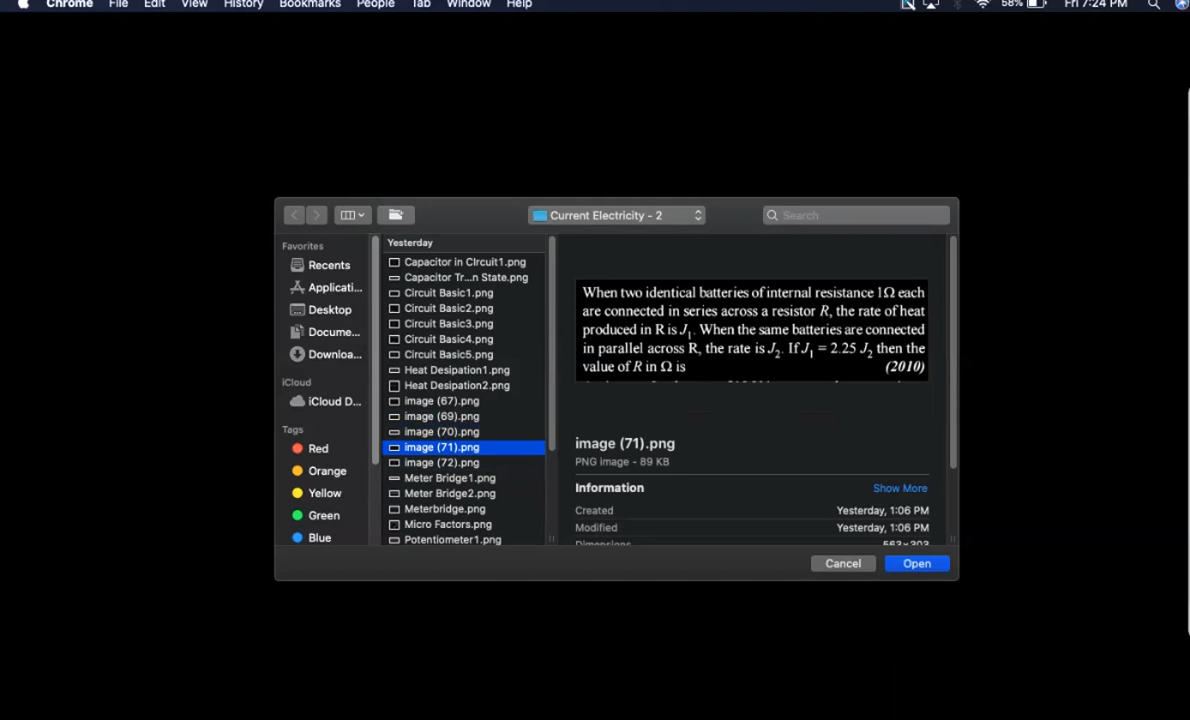 Chrome File Edit View History Bookmarks People Tab Window Help 58% Fri 7:24 PM
Current Electricity - 2
Search
Favorites
Recents
Applicati...
Desktop
Docume...
Downloa...
iCloud
iCloud D...
Tags
Red
Orange
Yellow
Green
Blue
Yesterday
Capacitor in CIrcuit1.png
Capacitor Tr...n State.png
Circuit Basic1.png
Circuit Basic2.png
Circuit Basic3.png
Circuit Basic4.png
Circuit Basic5.png
Heat Desipation1.png
Heat Desipation2.png
image (67).png
image (69).png
image (70).png
image (71).png
image (72).png
Meter Bridge1.png
Meter Bridge2.png
Meterbridge.png
Micro Factors.png
Potentiometer1.png
When two identical batteries of internal resistance 1Ω each
are connected in series across a resistor R, the rate of heat
produced in R is J₁. When the same batteries are connected
in parallel across R, the rate is J₂. If J₁ = 2.25 J₂ then the
value of R in Ω is (2010)
image (71).png
PNG image - 89 KB
Information Show More
Created Yesterday, 1:06 PM
Modified Yesterday, 1:06 PM
Dimensions 563×303
Cancel Open